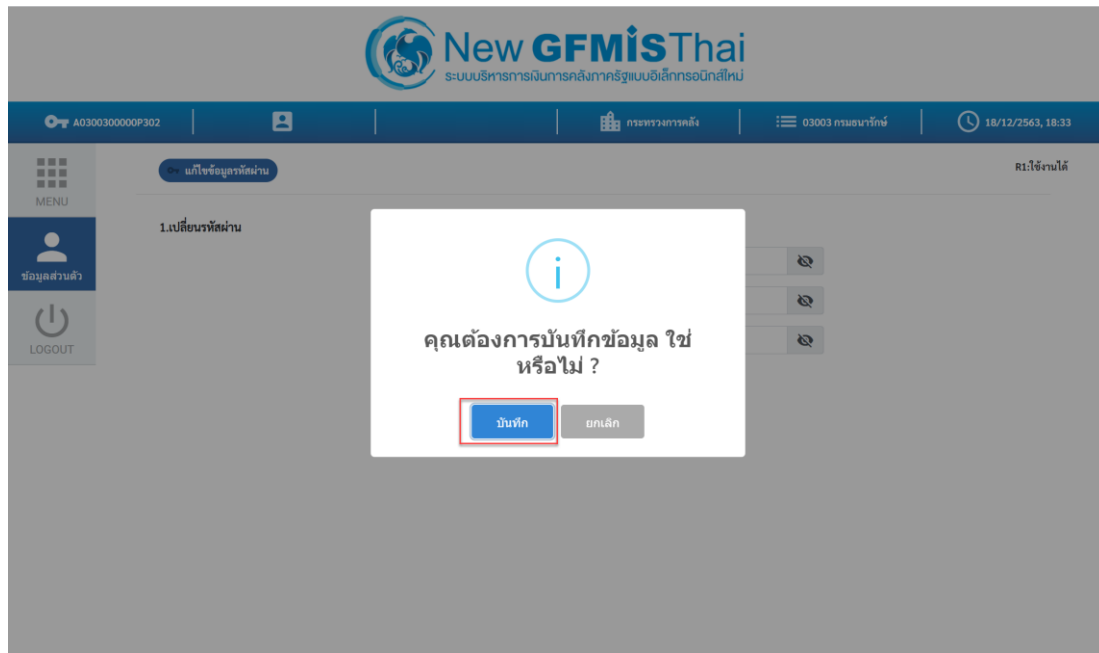 New GFMIS Thai
ระบบบริหารการเงินการคลังภาครัฐแบบอิเล็กทรอนิกส์ใหม่
A0300300000P302
กระทรวงการคลัง
03003 กรมธนารักษ์
18/12/2563, 18:33
MENU
แก้ไขข้อมูลรหัสผ่าน
R1:ใช้งานได้
1.เปลี่ยนรหัสผ่าน
ข้อมูลส่วนตัว
LOGOUT
i
คุณต้องการบันทึกข้อมูล ใช่
หรือไม่ ?
บันทึก
ยกเลิก